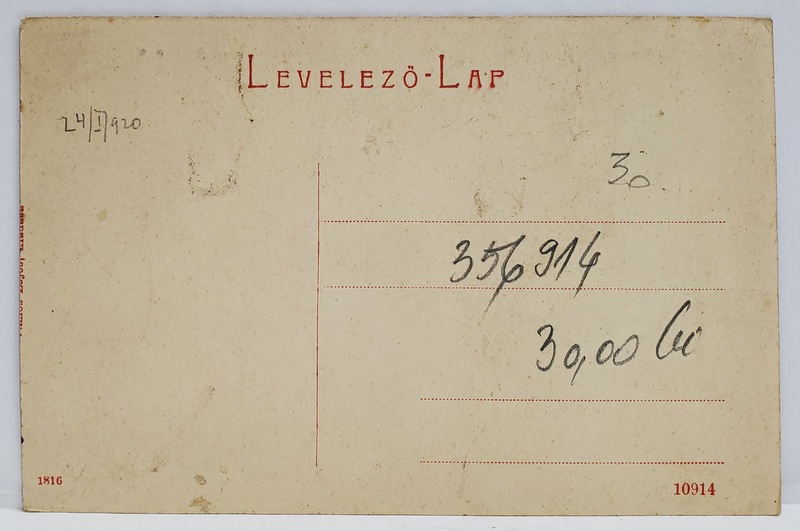 LEVELEZŐ-LAP
24/I/920
30
356914
30,00 lei
1816
10914